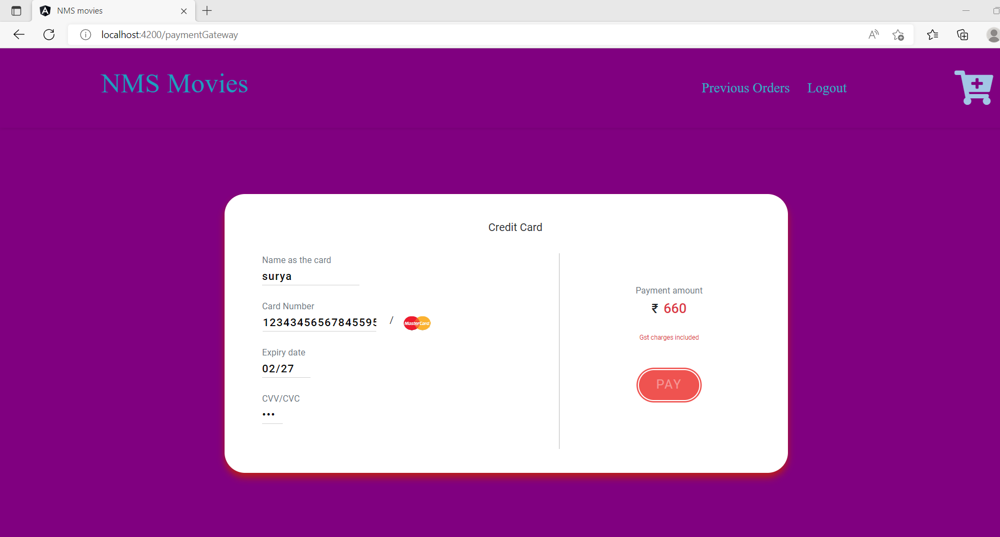 NMS movies
localhost:4200/paymentGateway
NMS Movies
Previous Orders
Logout
Credit Card
Name as the card
surya
Card Number
12343456567845595
/
MasterCard
Expiry date
02/27
CVV/CVC
•••
Payment amount
₹ 660
Gst charges included
PAY